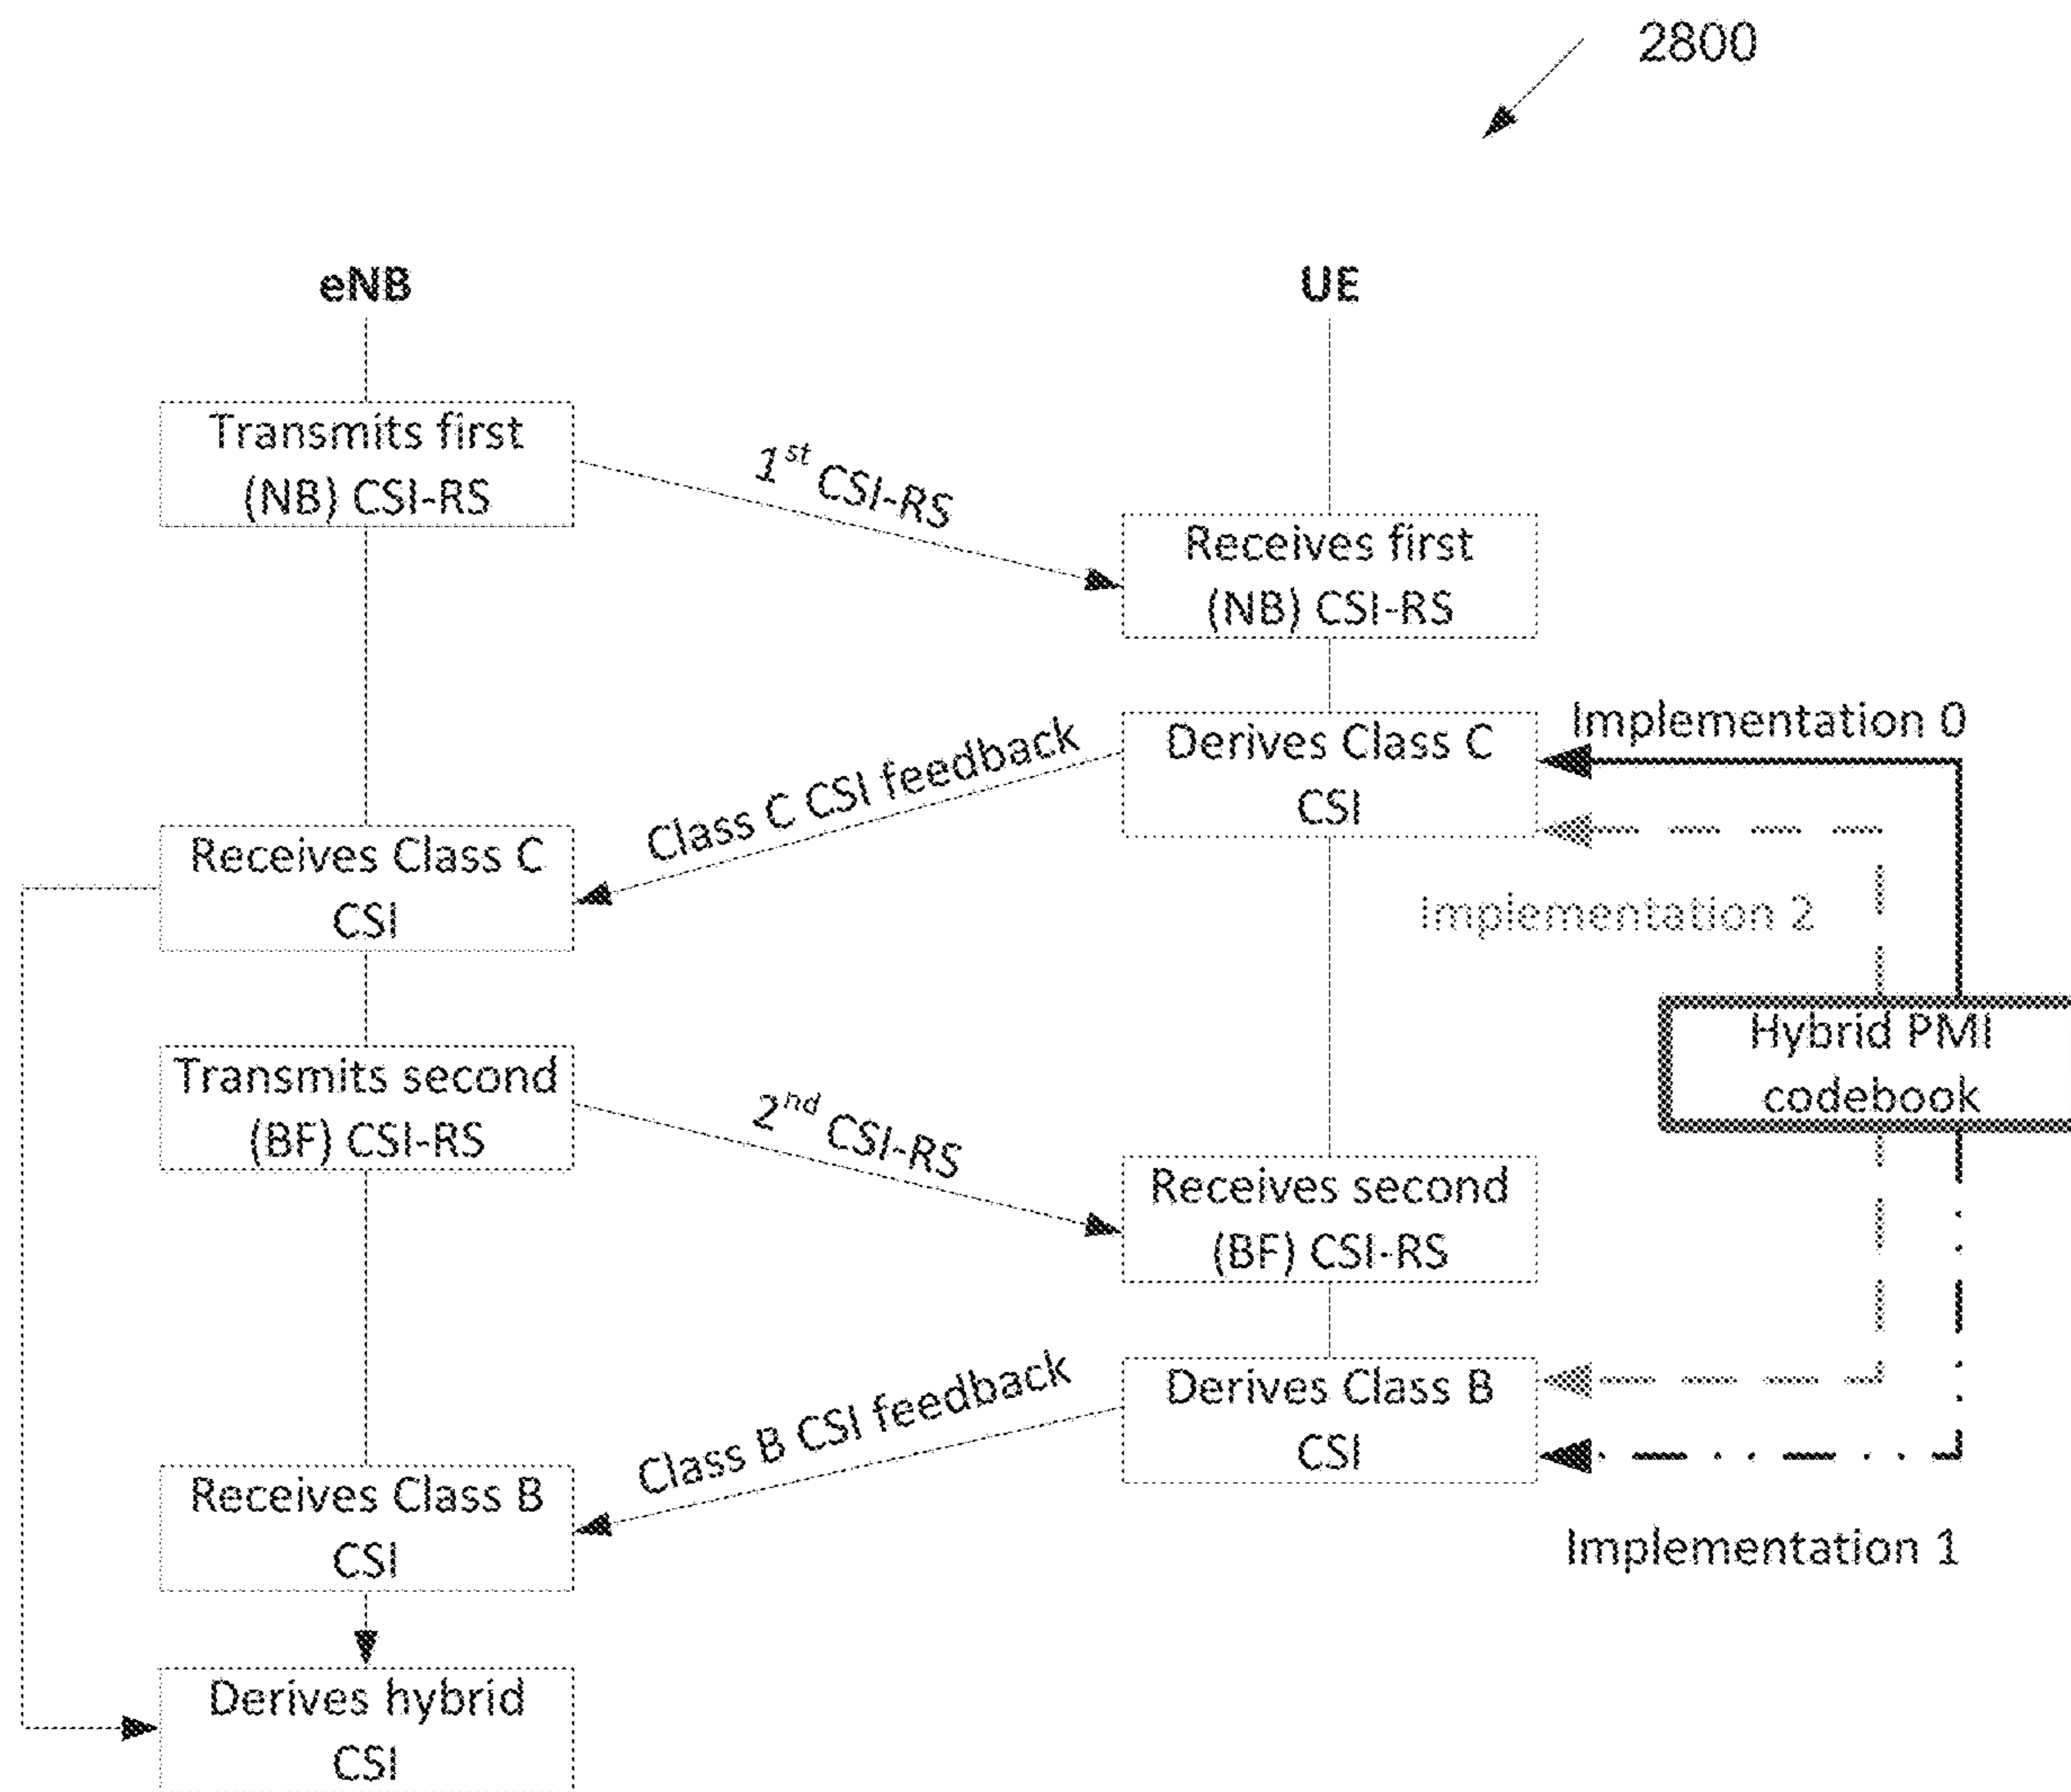 2800
eNB
UE
Transmits first
(NB) CSI-RS
1st CSI-RS
Receives first
(NB) CSI-RS
Implementation 0
Derives Class C
CSI
Class C CSI feedback
Receives Class C
CSI
Implementation 2
Hybrid PMI
codebook
Transmits second
(BF) CSI-RS
2nd CSI-RS
Receives second
(BF) CSI-RS
Derives Class B
CSI
Class B CSI feedback
Receives Class B
CSI
Implementation 1
Derives hybrid
CSI